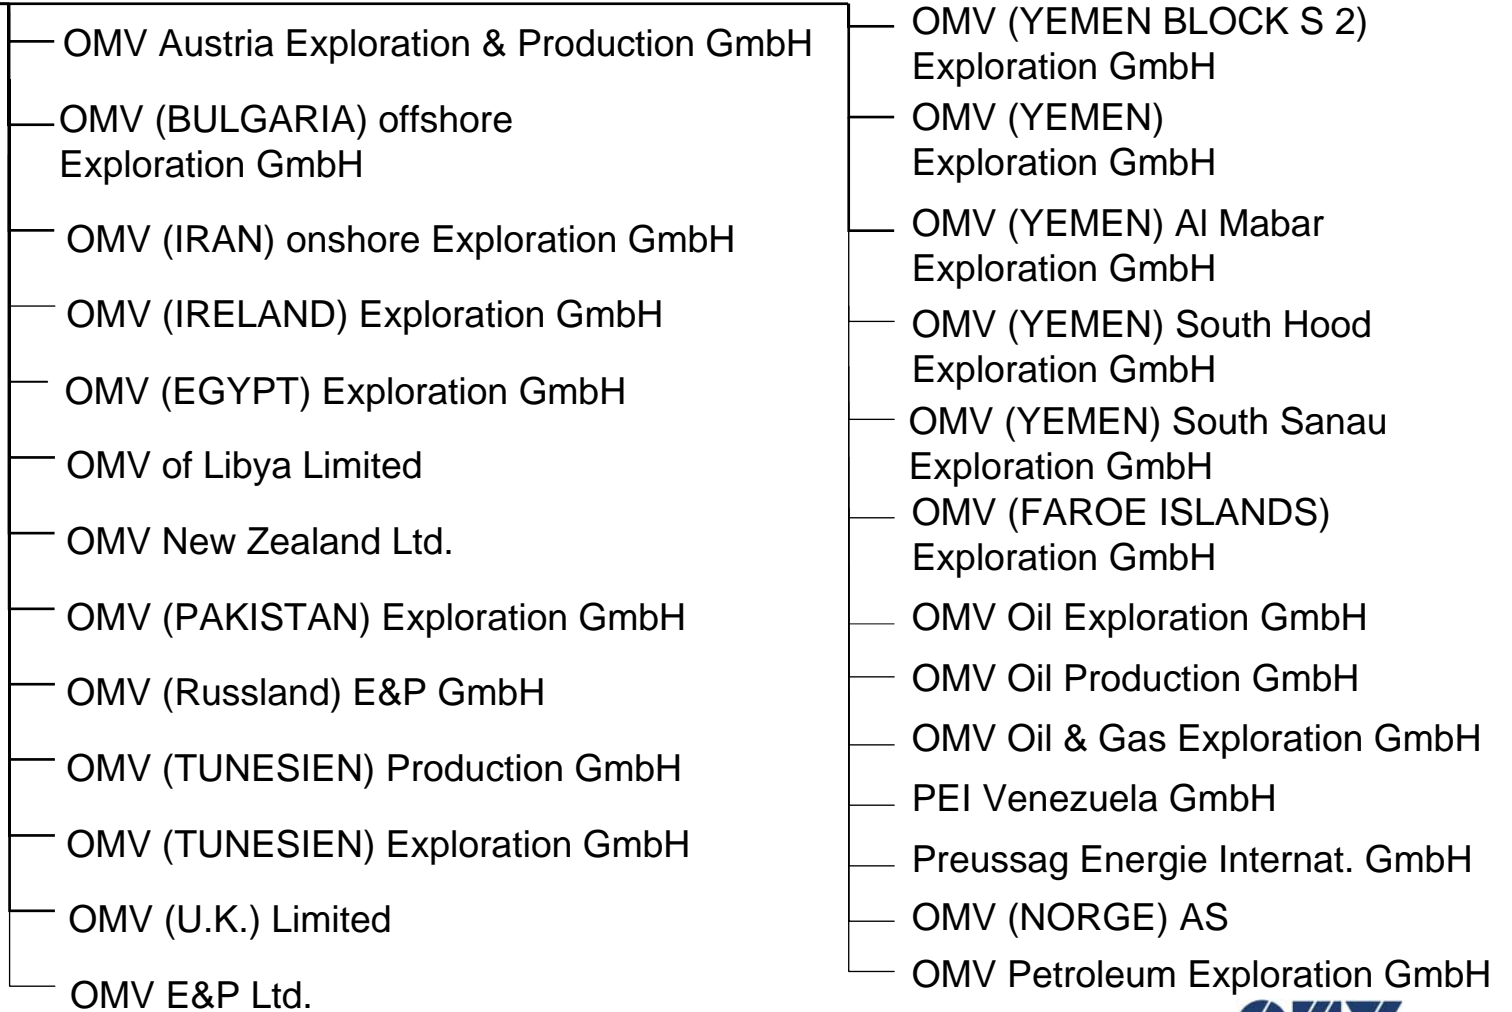 OMV Austria Exploration & Production GmbH
OMV (BULGARIA) offshore
Exploration GmbH
OMV (IRAN) onshore Exploration GmbH
OMV (IRELAND) Exploration GmbH
OMV (EGYPT) Exploration GmbH
OMV of Libya Limited
OMV New Zealand Ltd.
OMV (PAKISTAN) Exploration GmbH
OMV (Russland) E&P GmbH
OMV (TUNESIEN) Production GmbH
OMV (TUNESIEN) Exploration GmbH
OMV (U.K.) Limited
OMV E&P Ltd.
OMV (YEMEN BLOCK S 2)
Exploration GmbH
OMV (YEMEN)
Exploration GmbH
OMV (YEMEN) Al Mabar
Exploration GmbH
OMV (YEMEN) South Hood
Exploration GmbH
OMV (YEMEN) South Sanau
Exploration GmbH
OMV (FAROE ISLANDS)
Exploration GmbH
OMV Oil Exploration GmbH
OMV Oil Production GmbH
OMV Oil & Gas Exploration GmbH
PEI Venezuela GmbH
Preussag Energie Internat. GmbH
OMV (NORGE) AS
OMV Petroleum Exploration GmbH